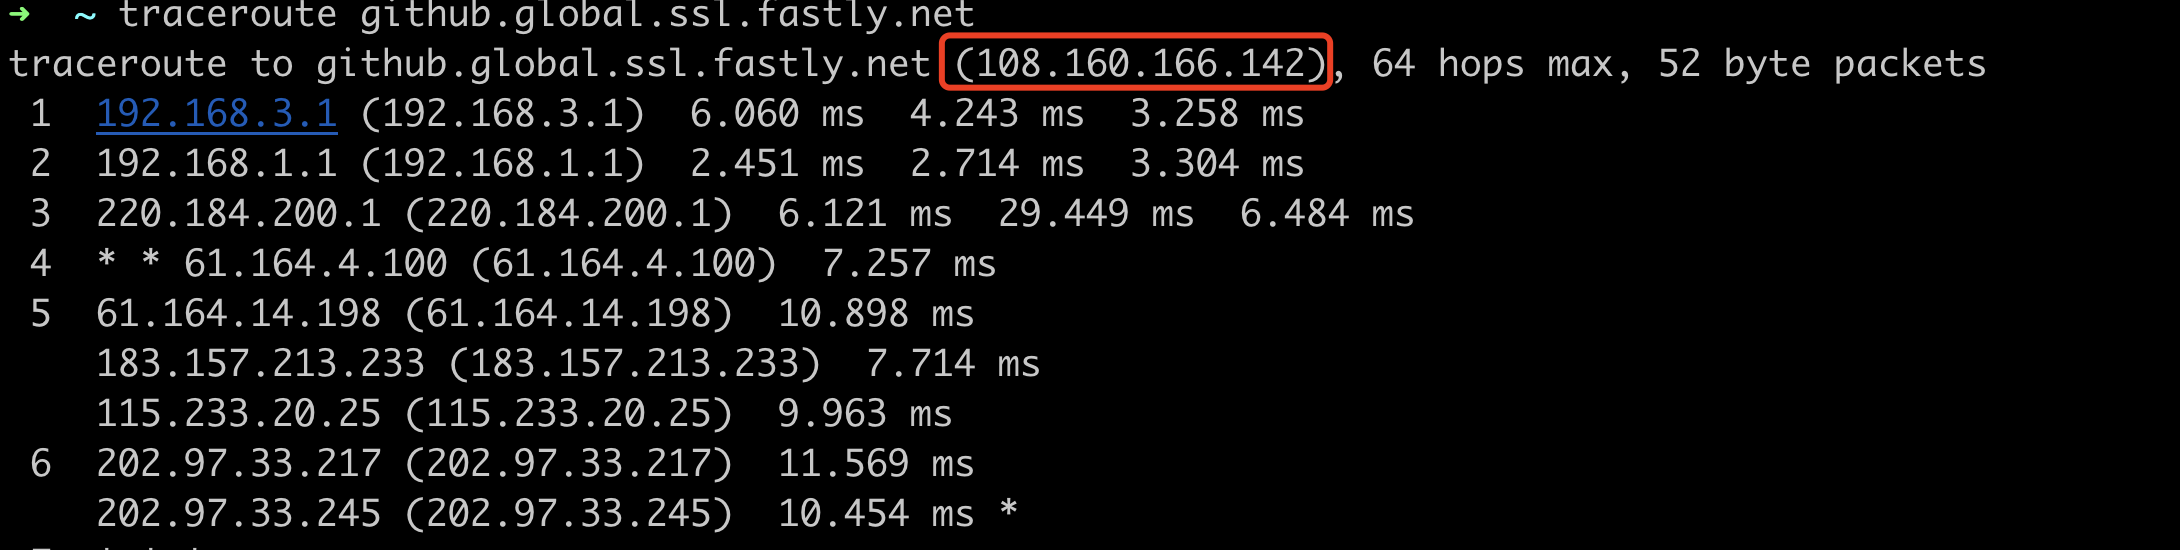 ➜  ~ traceroute github.global.ssl.fastly.net
traceroute to github.global.ssl.fastly.net (108.160.166.142), 64 hops max, 52 byte packets
 1  192.168.3.1 (192.168.3.1)  6.060 ms  4.243 ms  3.258 ms
 2  192.168.1.1 (192.168.1.1)  2.451 ms  2.714 ms  3.304 ms
 3  220.184.200.1 (220.184.200.1)  6.121 ms  29.449 ms  6.484 ms
 4  * * 61.164.4.100 (61.164.4.100)  7.257 ms
 5  61.164.14.198 (61.164.14.198)  10.898 ms
    183.157.213.233 (183.157.213.233)  7.714 ms
    115.233.20.25 (115.233.20.25)  9.963 ms
 6  202.97.33.217 (202.97.33.217)  11.569 ms
    202.97.33.245 (202.97.33.245)  10.454 ms *